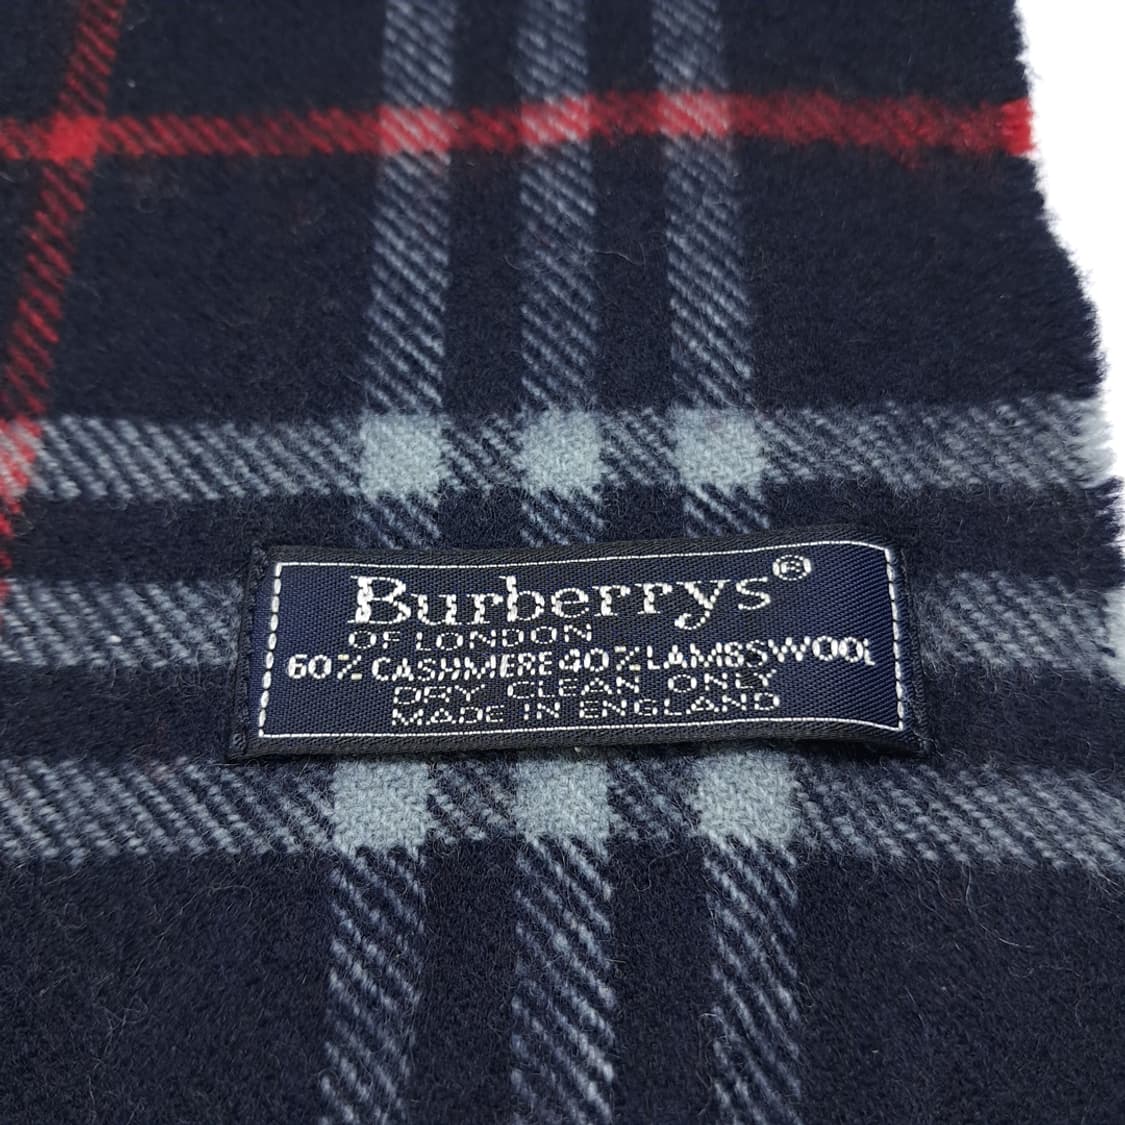 Burberrys®
OF LONDON
60% CASHMERE 40% LAMBSWOOL
DRY CLEAN ONLY
MADE IN ENGLAND